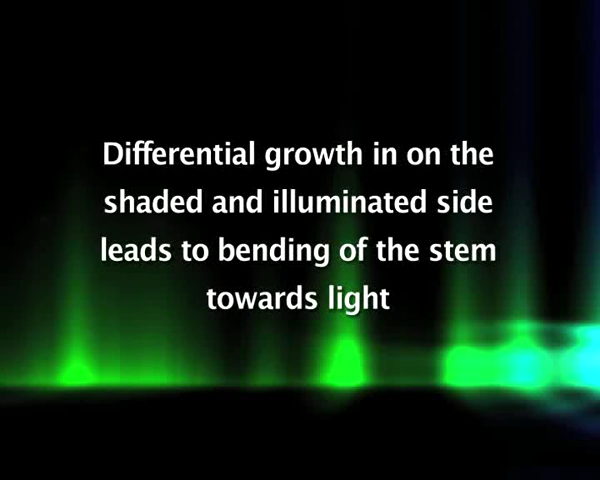 Differential growth in on the
shaded and illuminated side
leads to bending of the stem
towards light